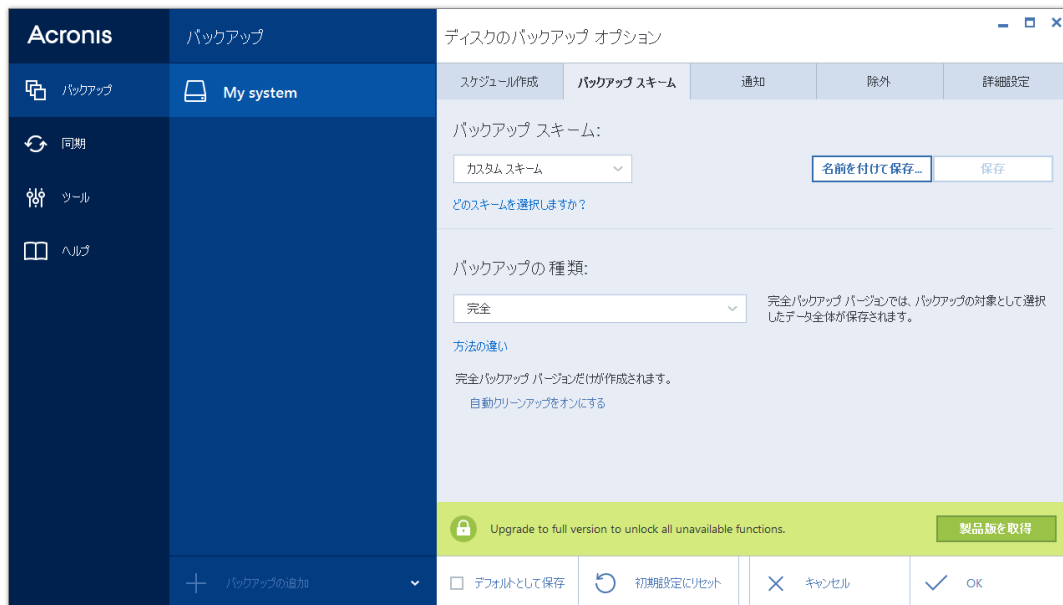 Acronis
バックアップ
同期
ツール
ヘルプ
バックアップ
My system
バックアップの追加
ディスクのバックアップ オプション
スケジュール作成
バックアップ スキーム
通知
除外
詳細設定
バックアップ スキーム:
カスタム スキーム
名前を付けて保存...
保存
どのスキームを選択しますか?
バックアップの 種類:
完全
完全バックアップ バージョンでは、バックアップの対象として選択
したデータ全体が保存されます。
方法の違い
完全バックアップ バージョンだけが作成されます。
自動クリーンアップをオンにする
Upgrade to full version to unlock all unavailable functions.
製品版を取得
デフォルトとして保存
初期設定にリセット
キャンセル
OK